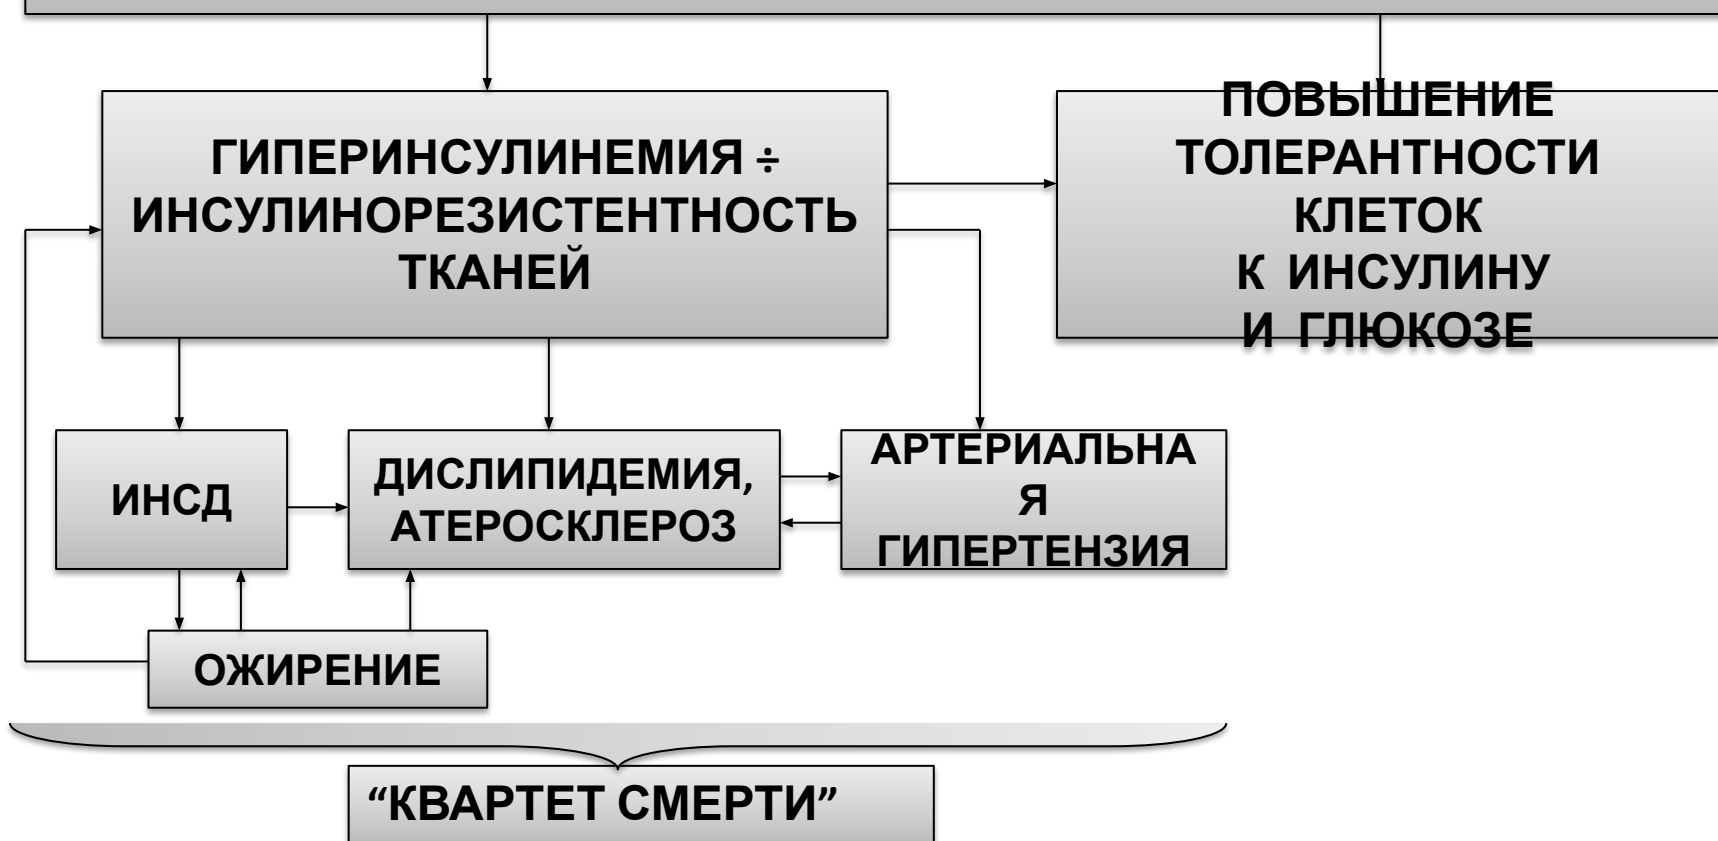 ГИПЕРИНСУЛИНЕМИЯ ÷
ИНСУЛИНОРЕЗИСТЕНТНОСТЬ
ТКАНЕЙ
ПОВЫШЕНИЕ
ТОЛЕРАНТНОСТИ
КЛЕТОК
К ИНСУЛИНУ
И ГЛЮКОЗЕ
ИНСД
ДИСЛИПИДЕМИЯ,
АТЕРОСКЛЕРОЗ
АРТЕРИАЛЬНА
Я
ГИПЕРТЕНЗИЯ
ОЖИРЕНИЕ
“КВАРТЕТ СМЕРТИ”